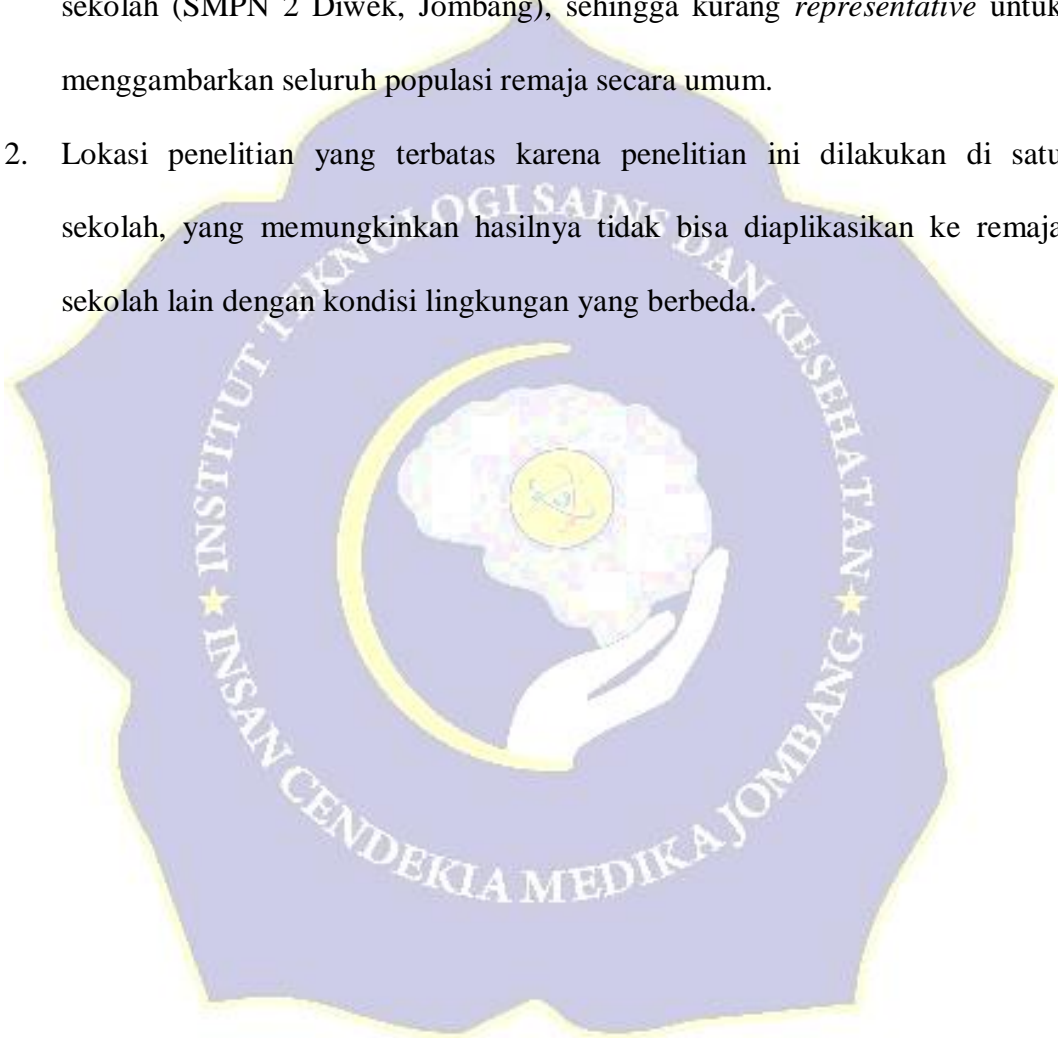 sekolah (SMPN 2 Diwek, Jombang), sehingga kurang representative untuk
menggambarkan seluruh populasi remaja secara umum.
2. Lokasi penelitian yang terbatas karena penelitian ini dilakukan di satu
sekolah, yang memungkinkan hasilnya tidak bisa diaplikasikan ke remaja
sekolah lain dengan kondisi lingkungan yang berbeda.
INSTITUT TEKNOLOGI SAINS DAN KESEHATAN
INSAN CENDEKIA MEDIKA JOMBANG